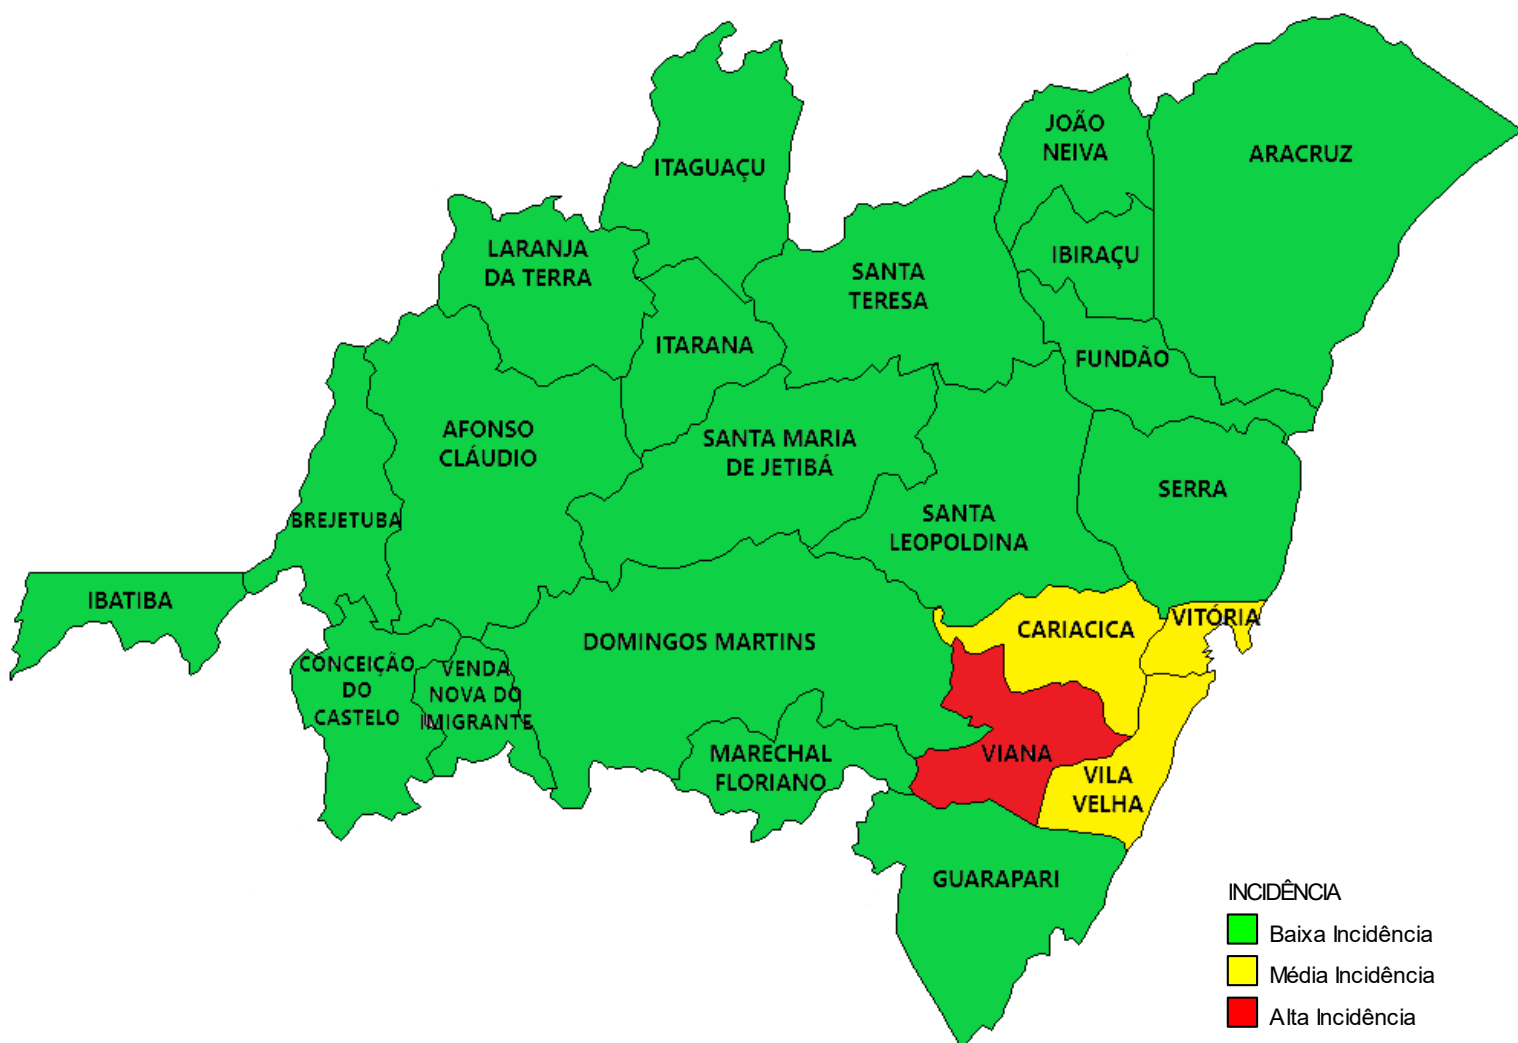 JOÃO
NEIVA
ARACRUZ
ITAGUAÇU
LARANJA
DA TERRA
IBIRAÇU
SANTA
TERESA
ITARANA
FUNDÃO
AFONSO
CLÁUDIO
SANTA MARIA
DE JETIBÁ
SERRA
BREJETUBA
SANTA
LEOPOLDINA
IBATIBA
VITÓRIA
CARIACICA
DOMINGOS MARTINS
CONCEIÇÃO
DO
CASTELO
VENDA
NOVA DO
IMIGRANTE
MARECHAL
FLORIANO
VIANA
VILA
VELHA
GUARAPARI
INCIDÊNCIA
Baixa Incidência
Média Incidência
Alta Incidência